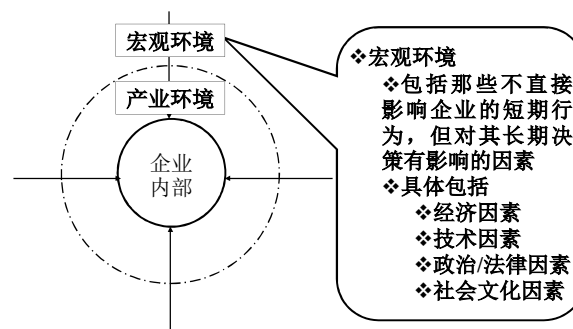 宏观环境
产业环境
企业
内部
❖宏观环境
❖包括那些不直接
影响企业的短期行
为，但对其长期决
策有影响的因素
❖具体包括
❖经济因素
❖技术因素
❖政治/法律因素
❖社会文化因素